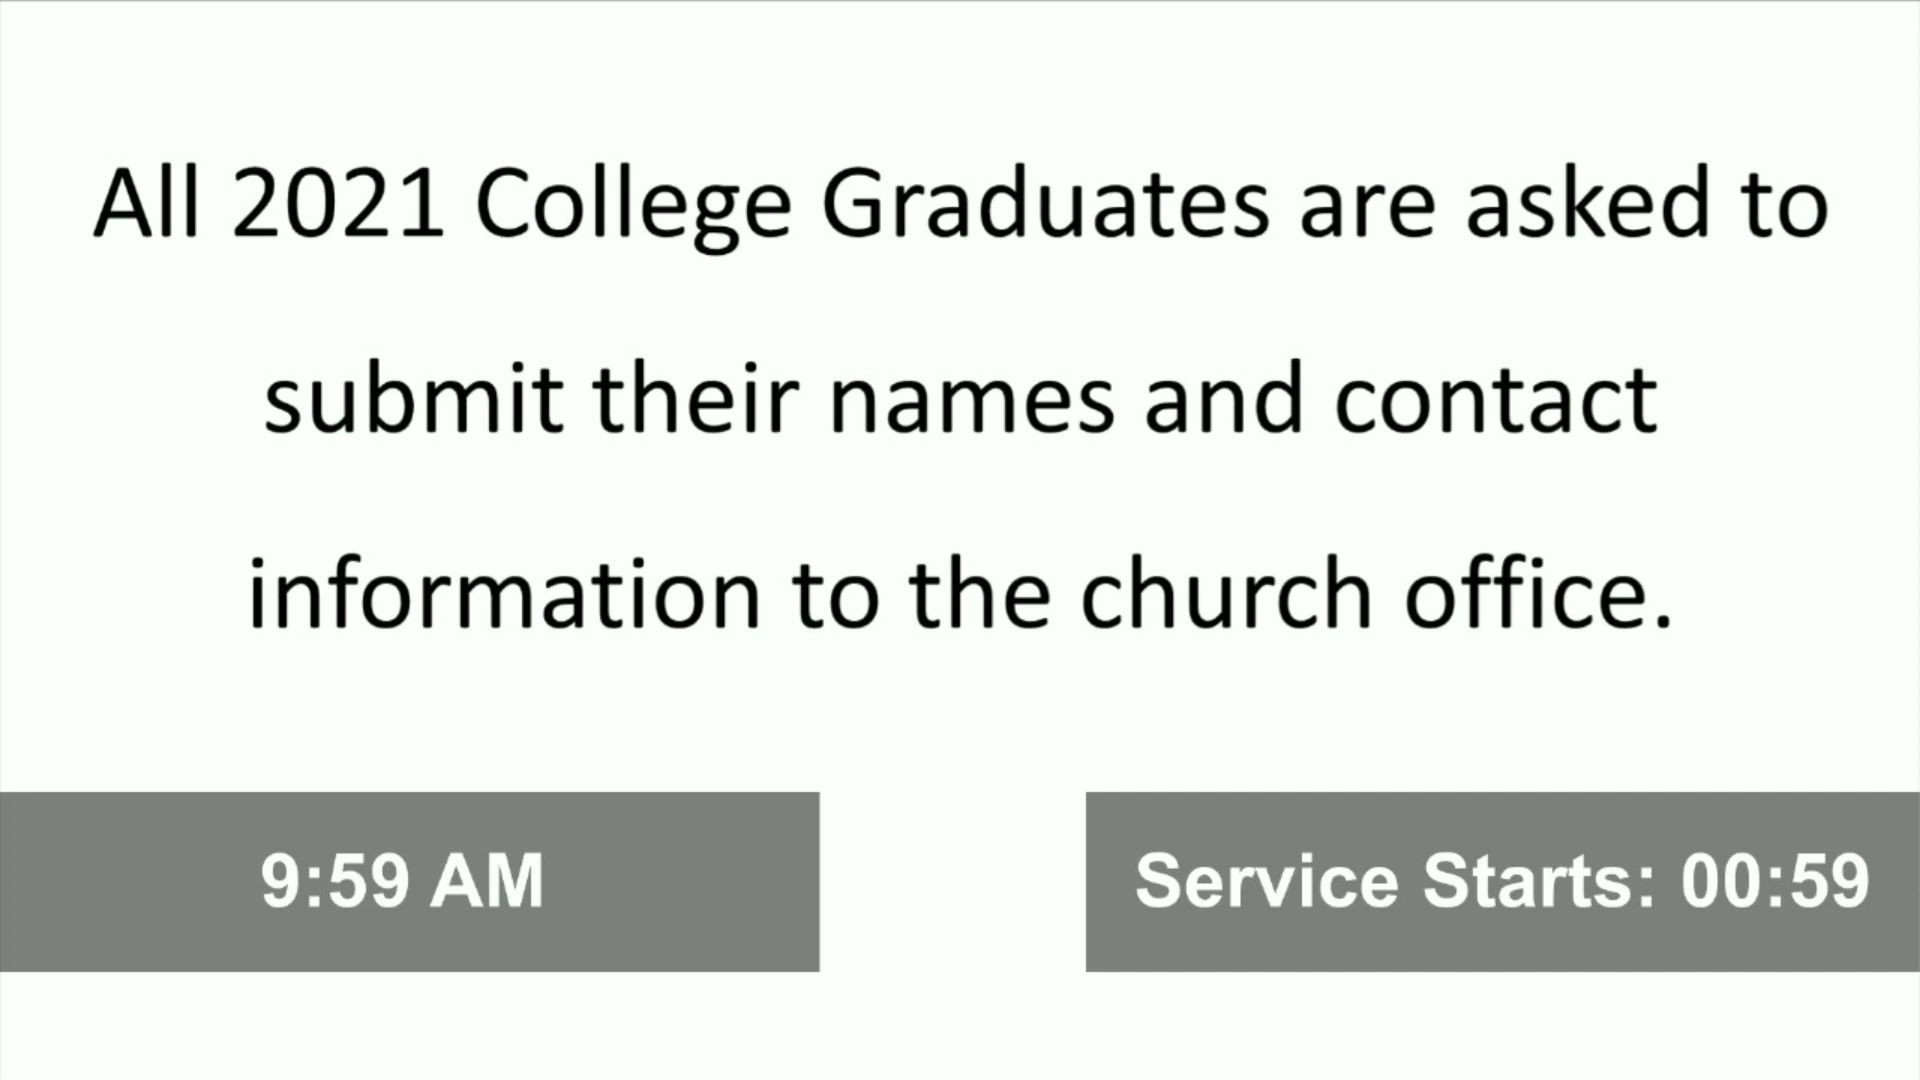 All 2021 College Graduates are asked to
submit their names and contact
information to the church office.
9:59 AM
Service Starts: 00:59